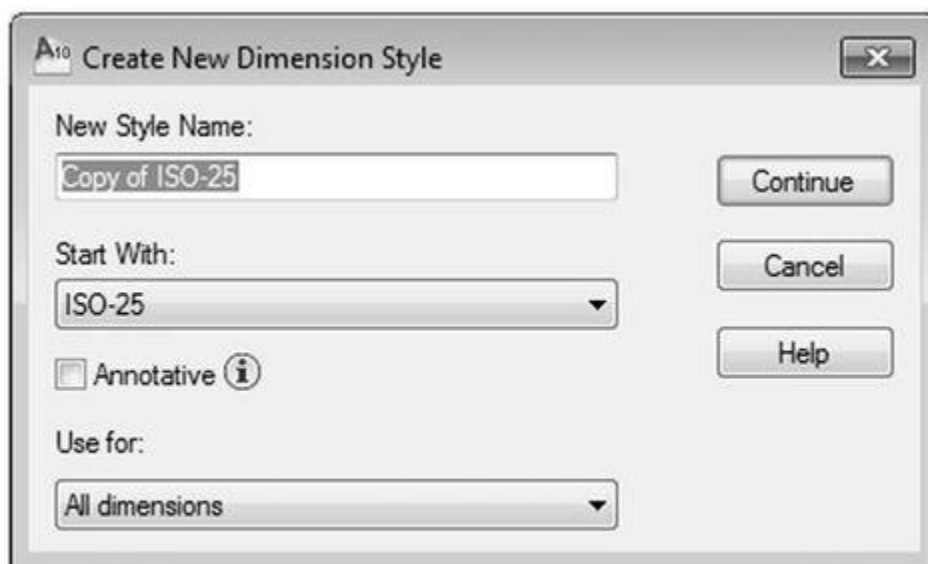 A10 Create New Dimension Style
New Style Name:
Copy of ISO-25
Continue
Start With:
Cancel
ISO-25
Help
Annotative i
Use for:
All dimensions